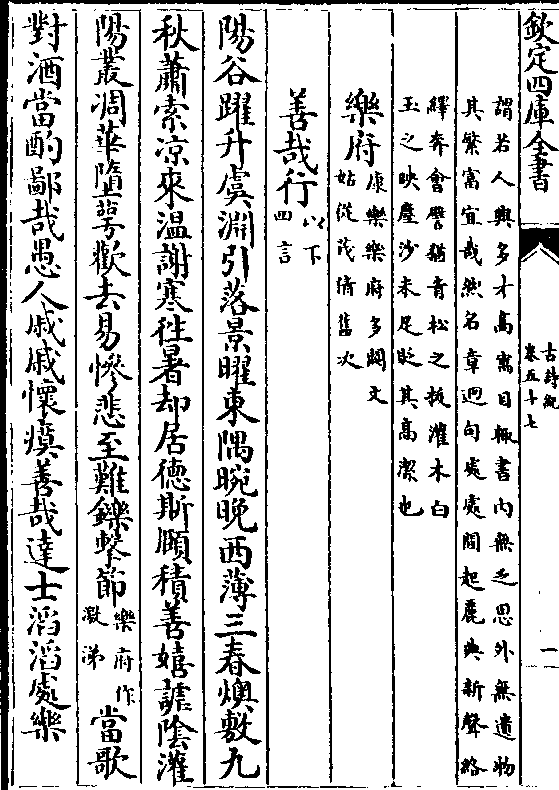 欽定四庫全書
古詩紀
卷五十七
一
謂若人興多才高寓目輒書内無乏思外無遺物
其繁富宜哉然名章迥句處處間起麗典新聲絡
繹奔會譬猶青松之拔灌木白
玉之映塵沙未足貶其高潔也
樂府康樂樂府多闕文
姑從茂倩舊次
善哉行以下
四言
陽谷躍升虞淵引落景曜東隅晼晚西薄三春燠敷九
秋蕭索凉來温謝寒徃暑却居德斯頤積善嬉謔陰灌
陽叢凋華墮萼歡去易慘悲至難鑠擊節樂府作
激涕當歌
對酒當酌鄙哉愚人戚戚懷瘼善哉達士滔滔處樂